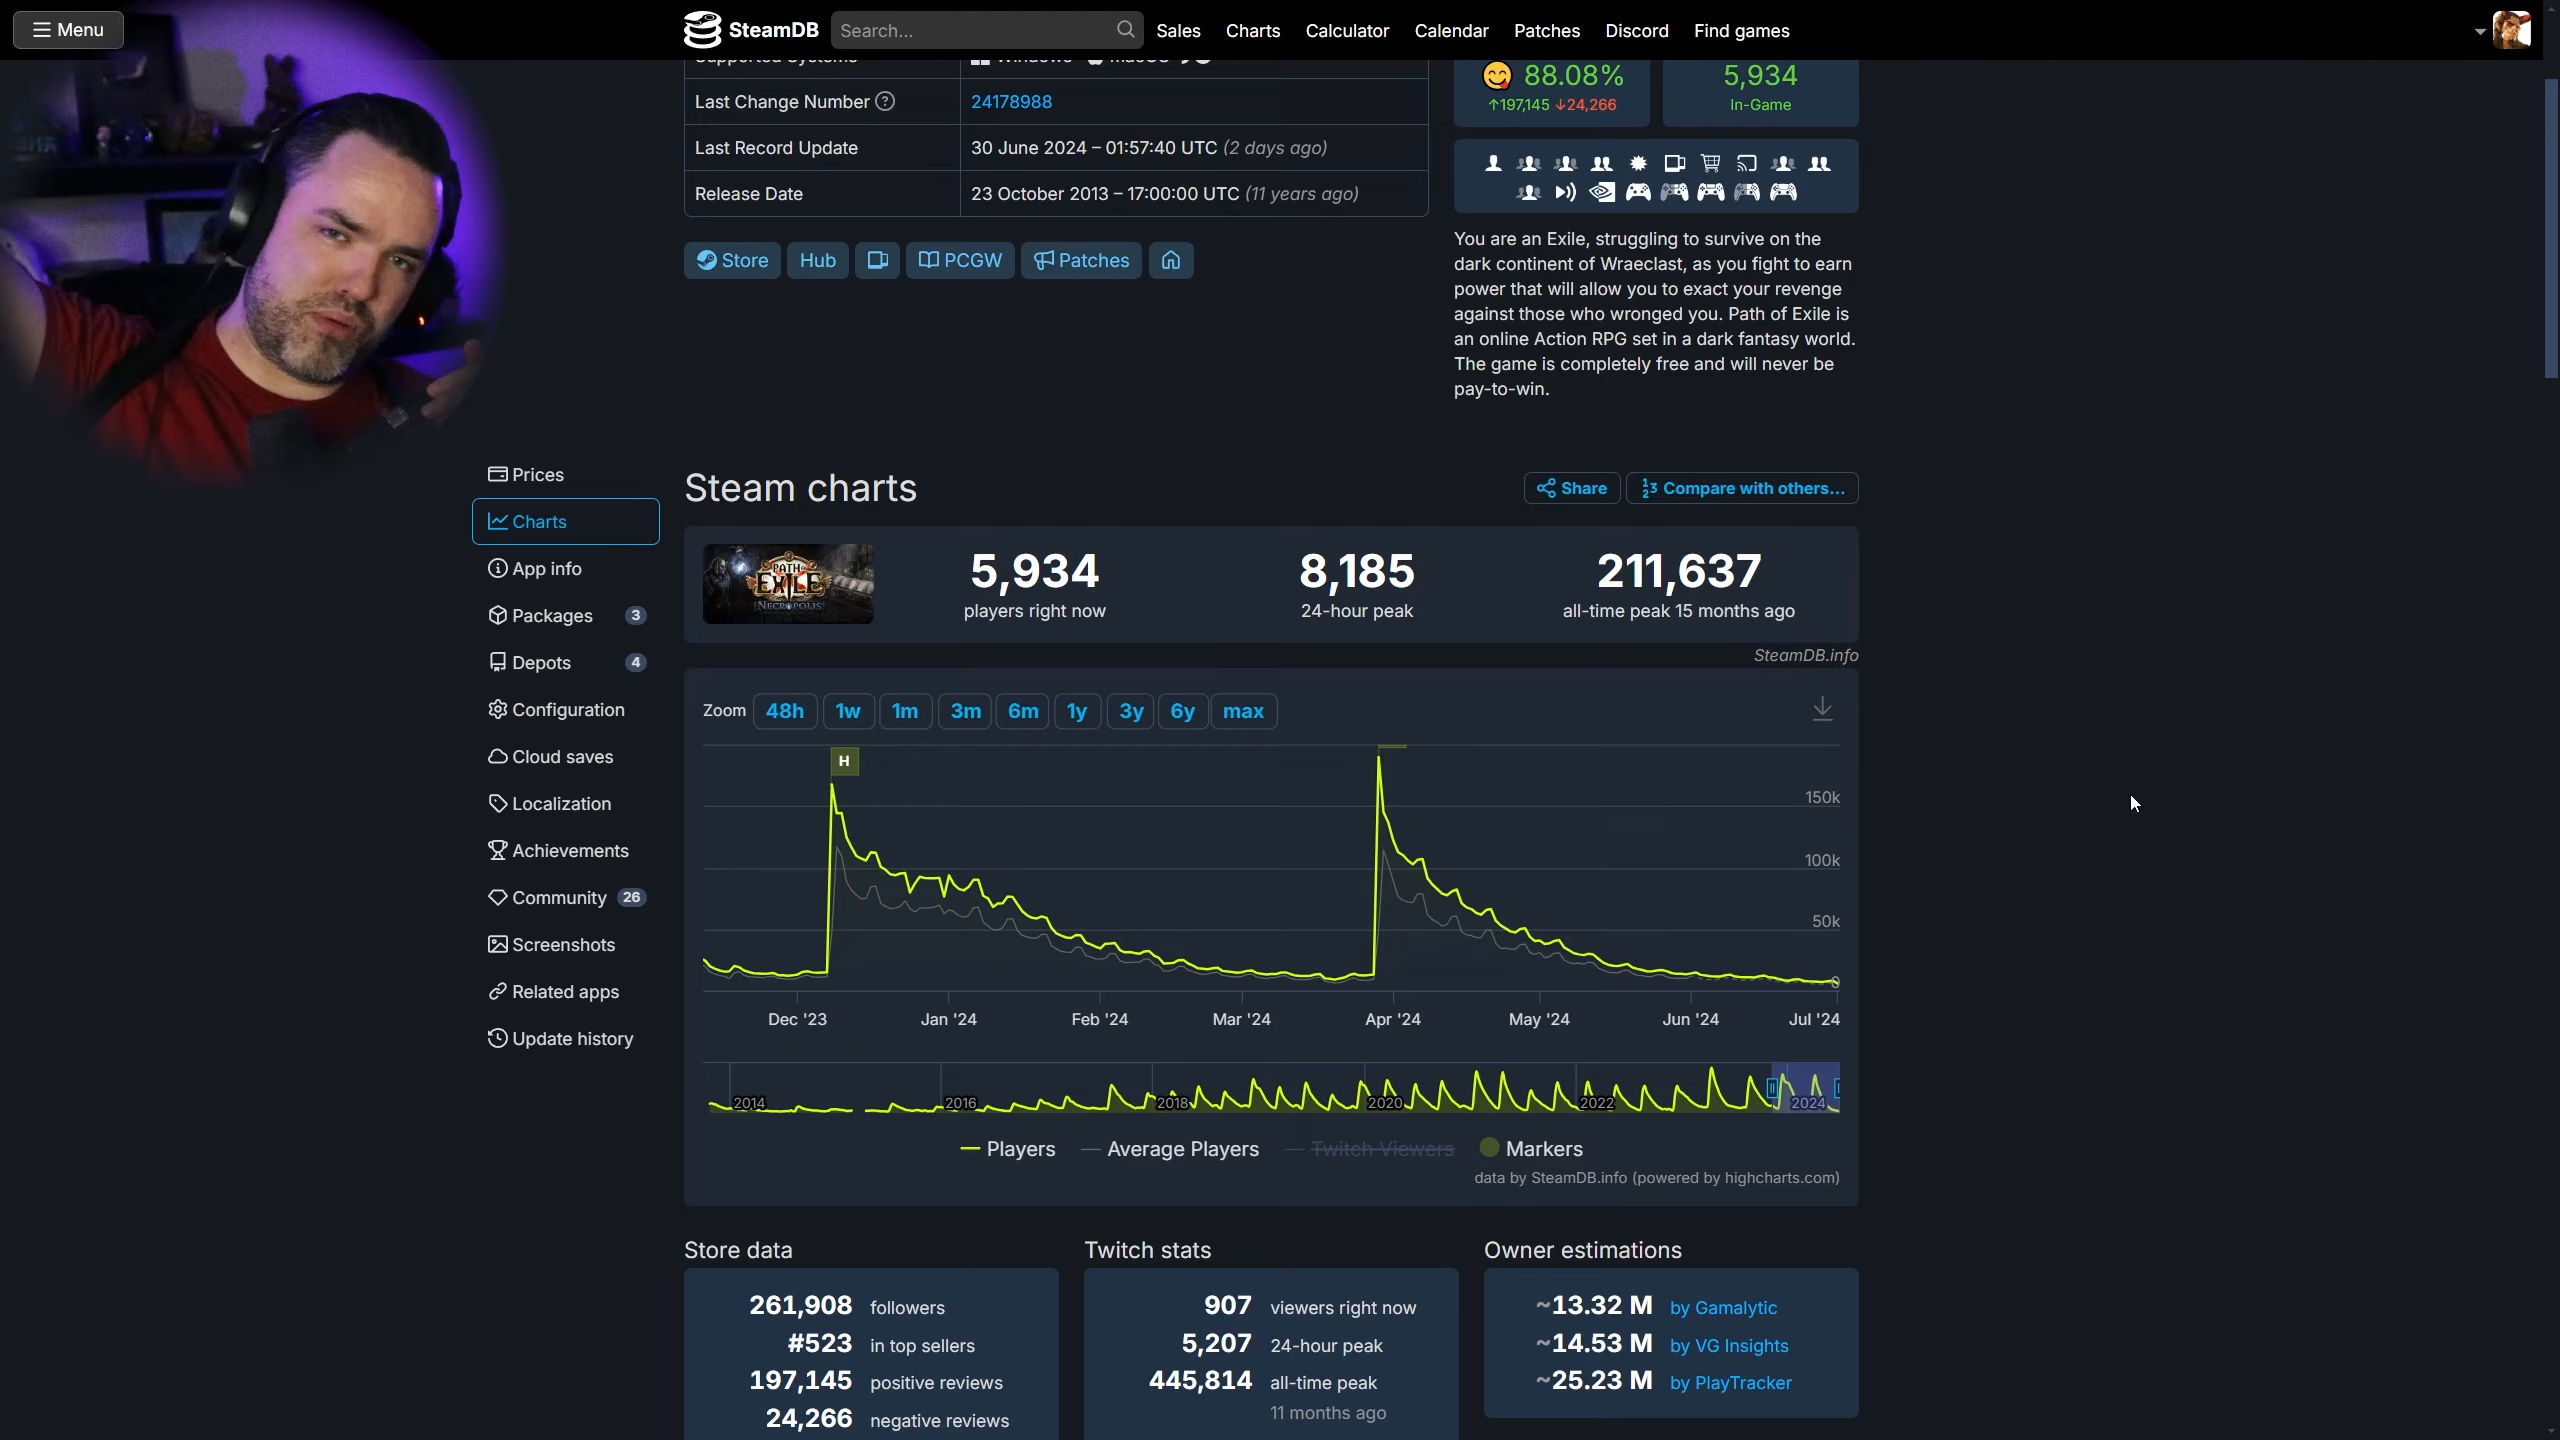 Menu
SteamDB
Search...
Sales
Charts
Calculator
Calendar
Patches
Discord
Find games
Supported Systems
Windows macOS
Last Change Number ?
24178988
Last Record Update
30 June 2024 – 01:57:40 UTC (2 days ago)
Release Date
23 October 2013 – 17:00:00 UTC (11 years ago)
Store
Hub
PCGW
Patches
88.08%
↑197,145 ↓24,266
5,934
In-Game
You are an Exile, struggling to survive on the
dark continent of Wraeclast, as you fight to earn
power that will allow you to exact your revenge
against those who wronged you. Path of Exile is
an online Action RPG set in a dark fantasy world.
The game is completely free and will never be
pay-to-win.
Prices
Charts
App info
Packages 3
Depots 4
Configuration
Cloud saves
Localization
Achievements
Community 26
Screenshots
Related apps
Update history
Steam charts
Share
Compare with others...
PATH OF
EXILE
NECROPOLIS
5,934
players right now
8,185
24-hour peak
211,637
all-time peak 15 months ago
SteamDB.info
Zoom 48h 1w 1m 3m 6m 1y 3y 6y max
H
150k
100k
50k
0
Dec '23 Jan '24 Feb '24 Mar '24 Apr '24 May '24 Jun '24 Jul '24
2014 2016 2018 2020 2022 2024
Players Average Players Twitch Viewers Markers
data by SteamDB.info (powered by highcharts.com)
Store data
261,908 followers
#523 in top sellers
197,145 positive reviews
24,266 negative reviews
Twitch stats
907 viewers right now
5,207 24-hour peak
445,814 all-time peak
11 months ago
Owner estimations
~13.32 M by Gamalytic
~14.53 M by VG Insights
~25.23 M by PlayTracker